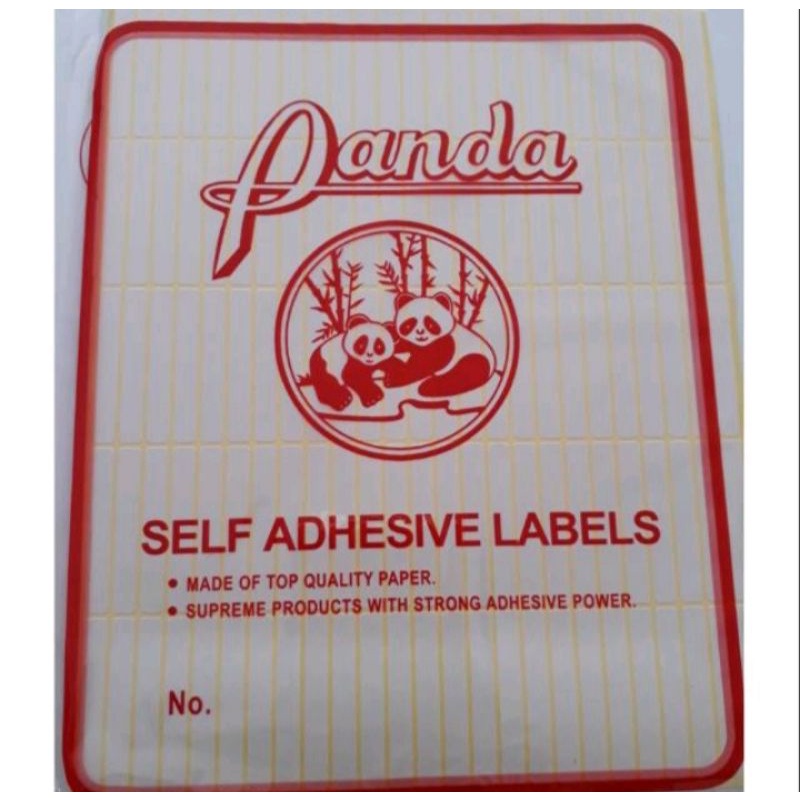 Panda
SELF ADHESIVE LABELS
• MADE OF TOP QUALITY PAPER.
• SUPREME PRODUCTS WITH STRONG ADHESIVE POWER.
No.